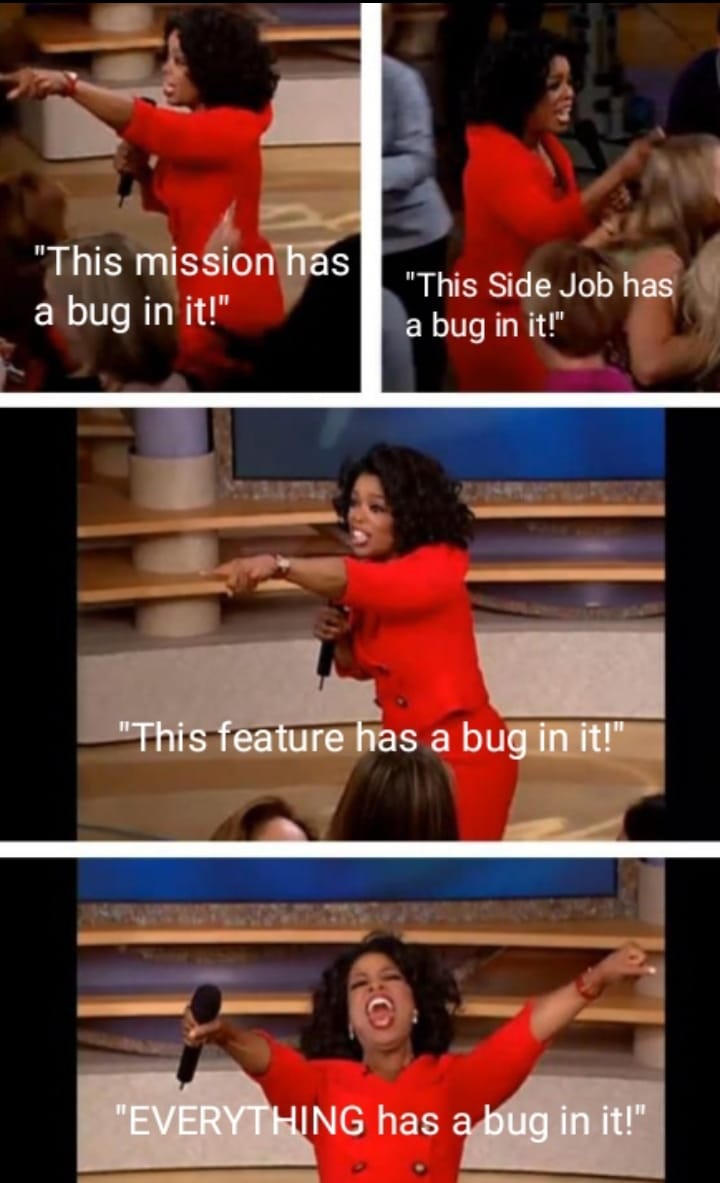 "This mission has
a bug in it!"
"This Side Job has
a bug in it!"
"This feature has a bug in it!"
"EVERYTHING has a bug in it!"